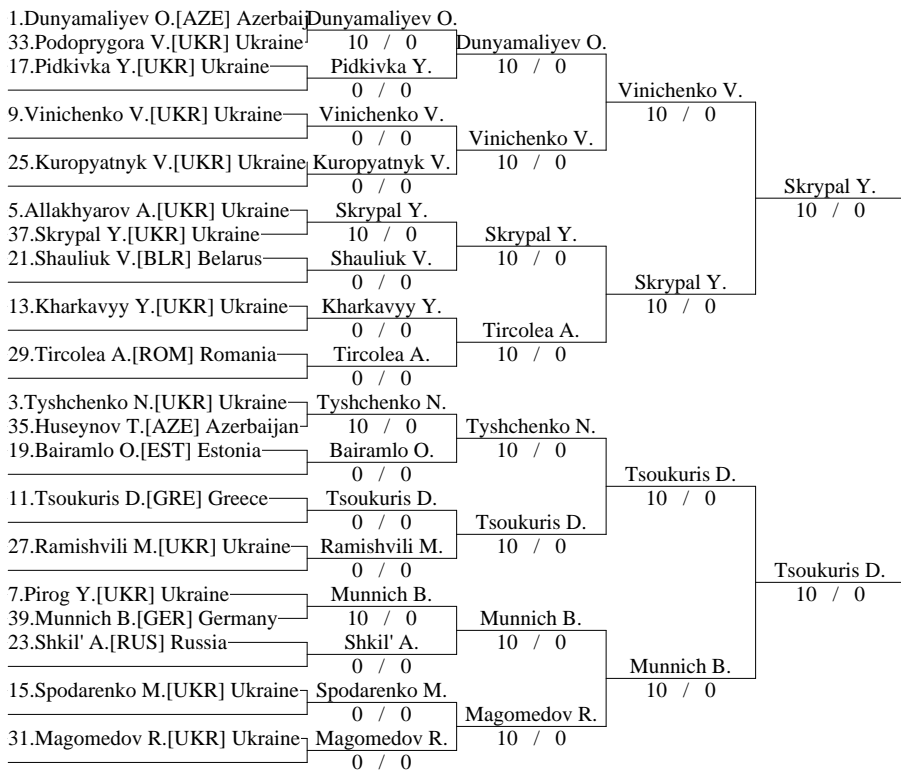 1.Dunyamaliyev O.[AZE] Azerbaij
Dunyamaliyev O.
33.Podoprygora V.[UKR] Ukraine
10 / 0
Dunyamaliyev O.
17.Pidkivka Y.[UKR] Ukraine
Pidkivka Y.
10 / 0
0 / 0
Vinichenko V.
9.Vinichenko V.[UKR] Ukraine
Vinichenko V.
10 / 0
0 / 0
Vinichenko V.
25.Kuropyatnyk V.[UKR] Ukraine
Kuropyatnyk V.
10 / 0
0 / 0
Skrypal Y.
5.Allakhyarov A.[UKR] Ukraine
Skrypal Y.
10 / 0
37.Skrypal Y.[UKR] Ukraine
10 / 0
Skrypal Y.
21.Shauliuk V.[BLR] Belarus
Shauliuk V.
10 / 0
0 / 0
Skrypal Y.
13.Kharkavyy Y.[UKR] Ukraine
Kharkavyy Y.
10 / 0
0 / 0
Tircolea A.
29.Tircolea A.[ROM] Romania
Tircolea A.
10 / 0
0 / 0
3.Tyshchenko N.[UKR] Ukraine
Tyshchenko N.
35.Huseynov T.[AZE] Azerbaijan
10 / 0
Tyshchenko N.
19.Bairamlo O.[EST] Estonia
Bairamlo O.
10 / 0
0 / 0
Tsoukuris D.
11.Tsoukuris D.[GRE] Greece
Tsoukuris D.
10 / 0
0 / 0
Tsoukuris D.
27.Ramishvili M.[UKR] Ukraine
Ramishvili M.
10 / 0
0 / 0
Tsoukuris D.
7.Pirog Y.[UKR] Ukraine
Munnich B.
10 / 0
39.Munnich B.[GER] Germany
10 / 0
Munnich B.
23.Shkil' A.[RUS] Russia
Shkil' A.
10 / 0
0 / 0
Munnich B.
15.Spodarenko M.[UKR] Ukraine
Spodarenko M.
10 / 0
0 / 0
Magomedov R.
31.Magomedov R.[UKR] Ukraine
Magomedov R.
10 / 0
0 / 0